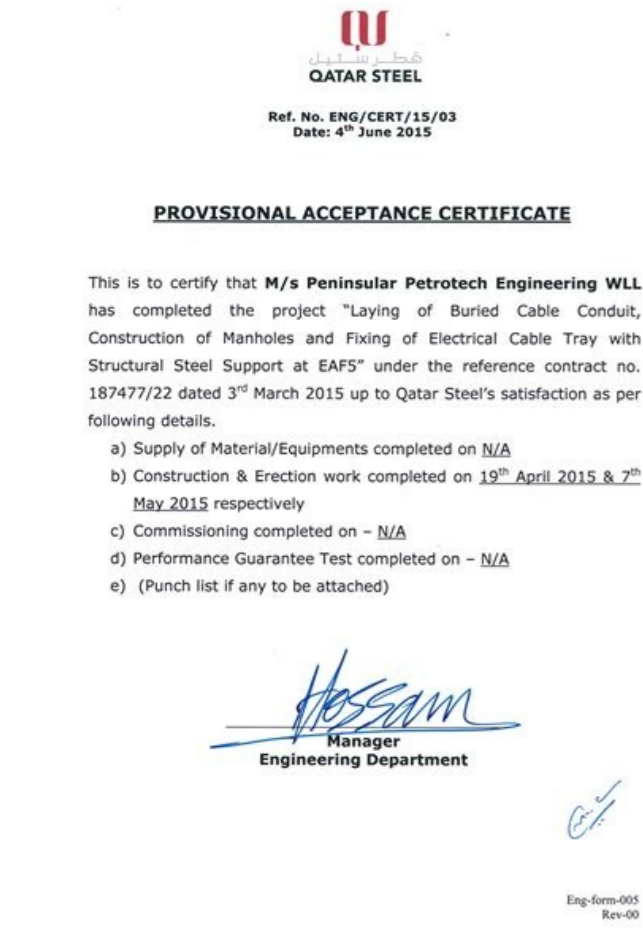 قطر ستيل
QATAR STEEL
Ref. No. ENG/CERT/15/03
Date: 4th June 2015
PROVISIONAL ACCEPTANCE CERTIFICATE
This is to certify that M/s Peninsular Petrotech Engineering WLL
has completed the project “Laying of Buried Cable Conduit,
Construction of Manholes and Fixing of Electrical Cable Tray with
Structural Steel Support at EAF5” under the reference contract no.
187477/22 dated 3rd March 2015 up to Qatar Steel’s satisfaction as per
following details.
a) Supply of Material/Equipments completed on N/A
b) Construction & Erection work completed on 19th April 2015 & 7th
May 2015 respectively
c) Commissioning completed on – N/A
d) Performance Guarantee Test completed on – N/A
e) (Punch list if any to be attached)
Hossam
Manager
Engineering Department
Eng-form-005
Rev-00